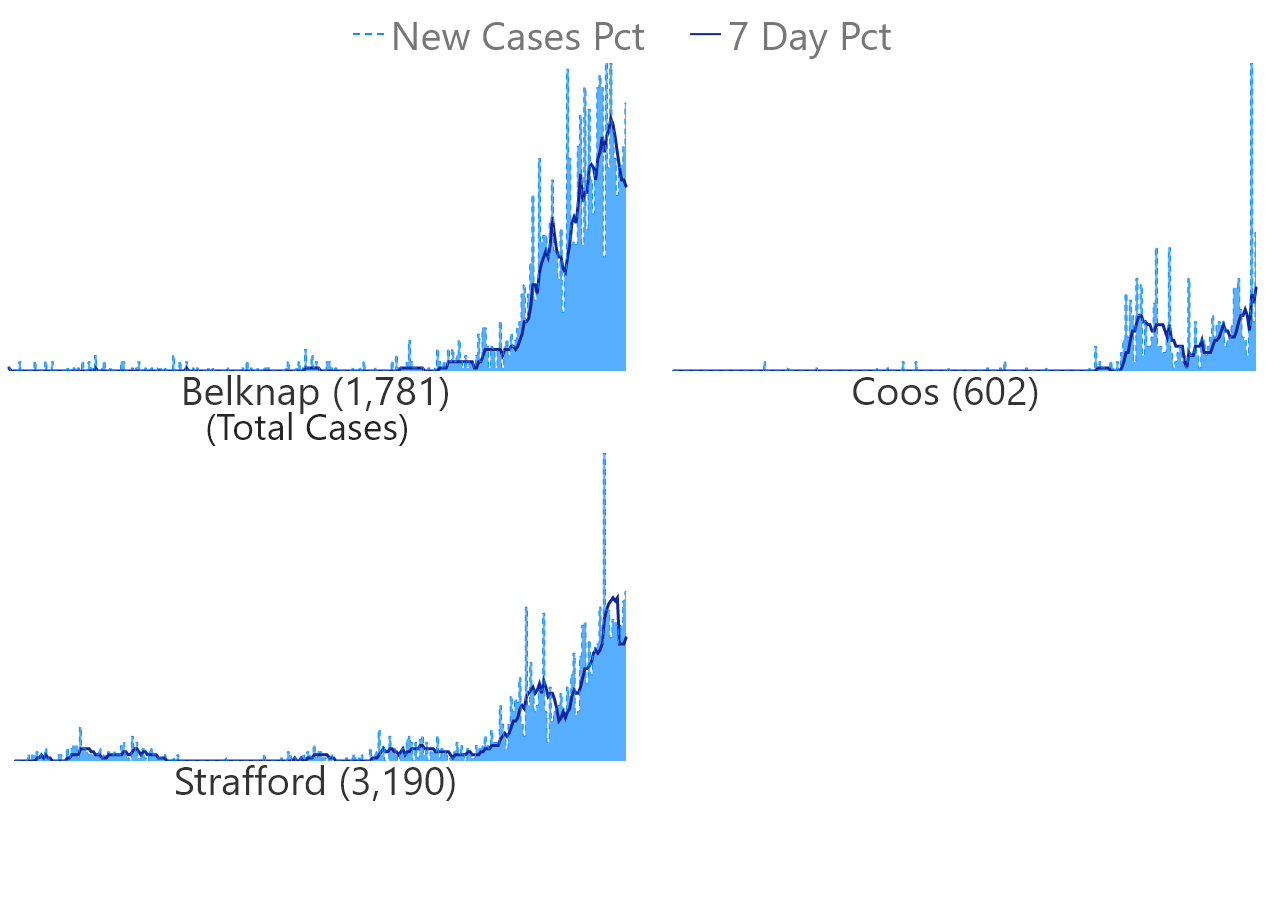 New Cases Pct 7 Day Pct
Belknap (1,781)
(Total Cases)
Coos (602)
Strafford (3,190)